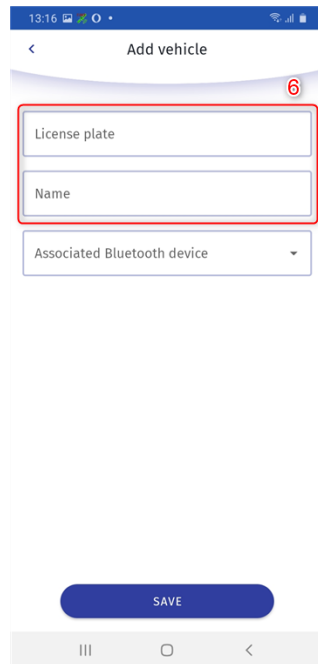 13:16
Add vehicle
6
License plate
Name
Associated Bluetooth device
SAVE